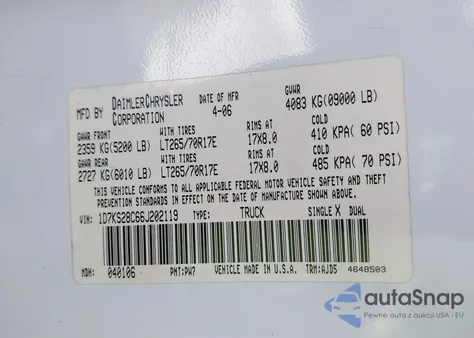 MFD BY DAIMLERCHRYSLER CORPORATION DATE OF MFR 4-06 GVWR 4083 KG(09000 LB)
GAWR FRONT WITH TIRES RIMS AT COLD
2359 KG(5200 LB) LT265/70R17E 17X8.0 410 KPA( 60 PSI)
GAWR REAR WITH TIRES RIMS AT COLD
2727 KG(6010 LB) LT265/70R17E 17X8.0 485 KPA( 70 PSI)
THIS VEHICLE CONFORMS TO ALL APPLICABLE FEDERAL MOTOR VEHICLE SAFETY AND
THEFT PREVENTION STANDARDS IN EFFECT ON THE DATE OF MANUFACTURE SHOWN ABOVE.
VIN: 1D7KS28C66J202119 TYPE: TRUCK SINGLE X DUAL
MDH: 040106 PNT:PW7 VEHICLE MADE IN U.S.A. TRM:AJD5 4648503
autoSnap
Pewne auta z aukcji USA i EU